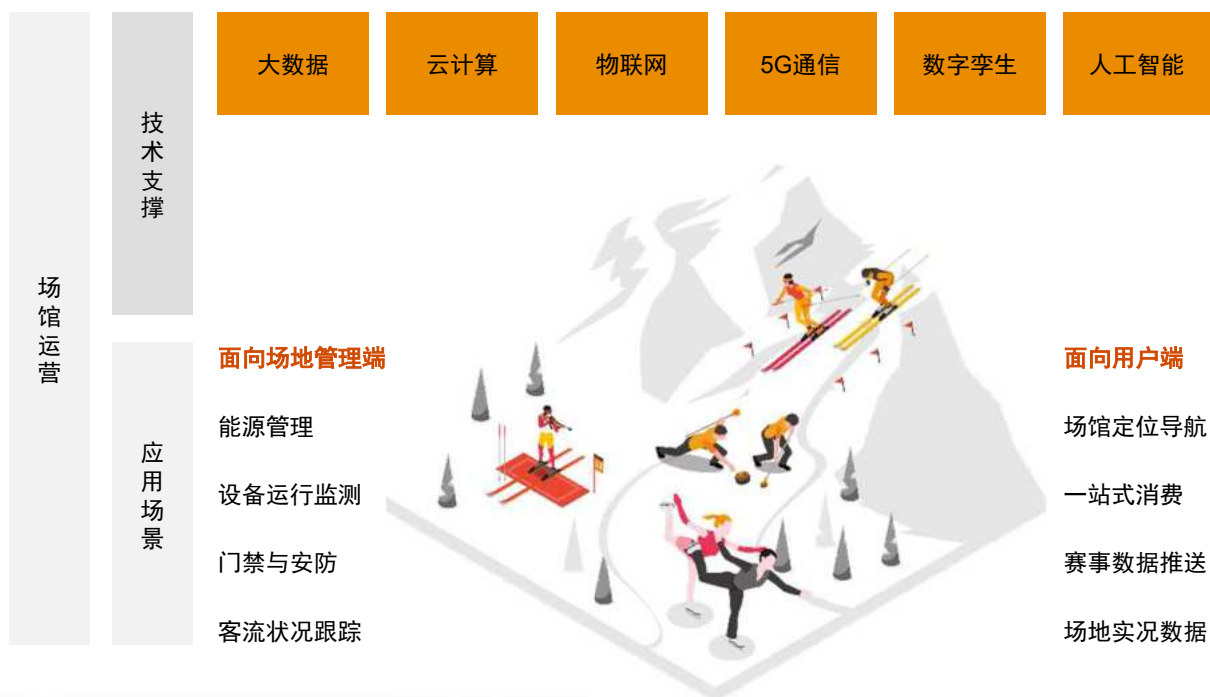 场馆运营
技术支撑
大数据
云计算
物联网
5G通信
数字孪生
人工智能
应用场景
面向场地管理端
能源管理
设备运行监测
门禁与安防
客流状况跟踪
面向用户端
场馆定位导航
一站式消费
赛事数据推送
场地实况数据